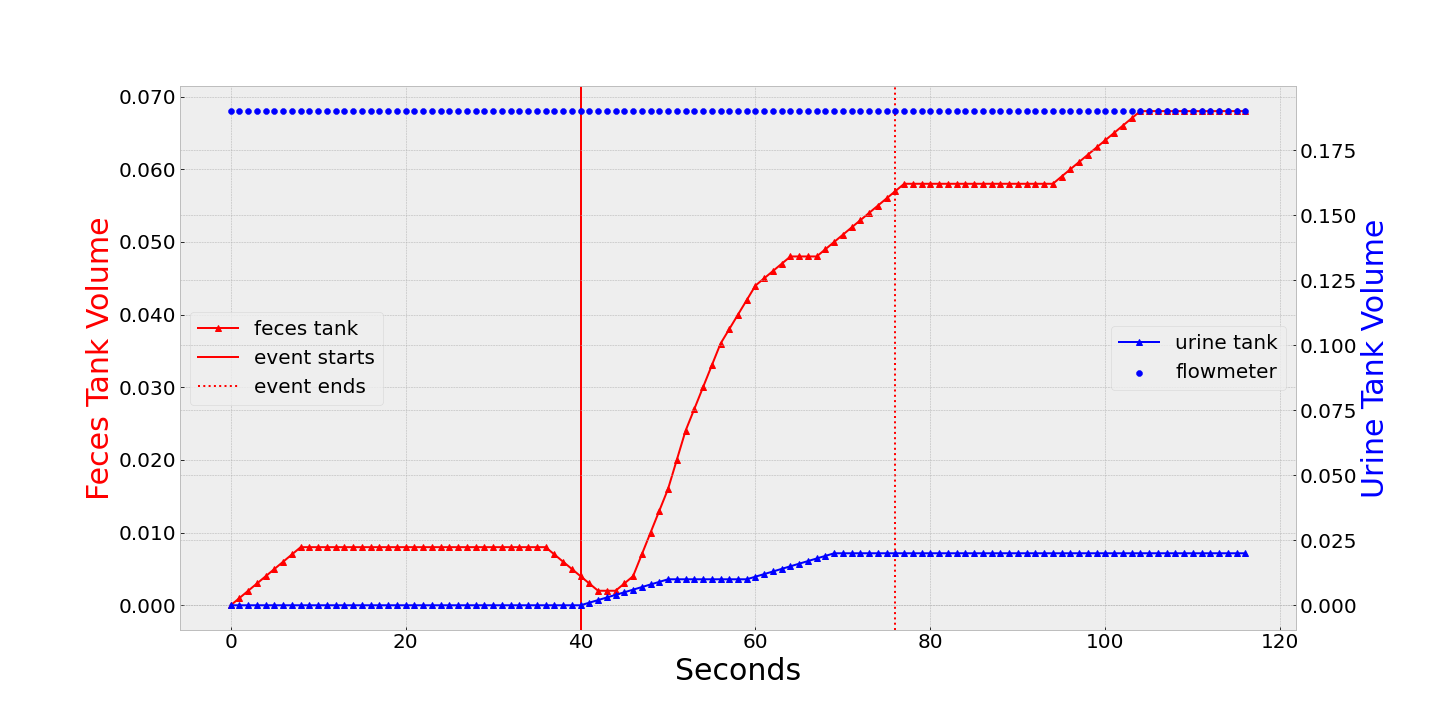 Feces Tank Volume
0.070
0.060
0.050
0.040
0.030
0.020
0.010
0.000
feces tank
event starts
event ends
urine tank
flowmeter
0.175
0.150
0.125
0.100
0.075
0.050
0.025
0.000
Urine Tank Volume
0 20 40 60 80 100 120
Seconds